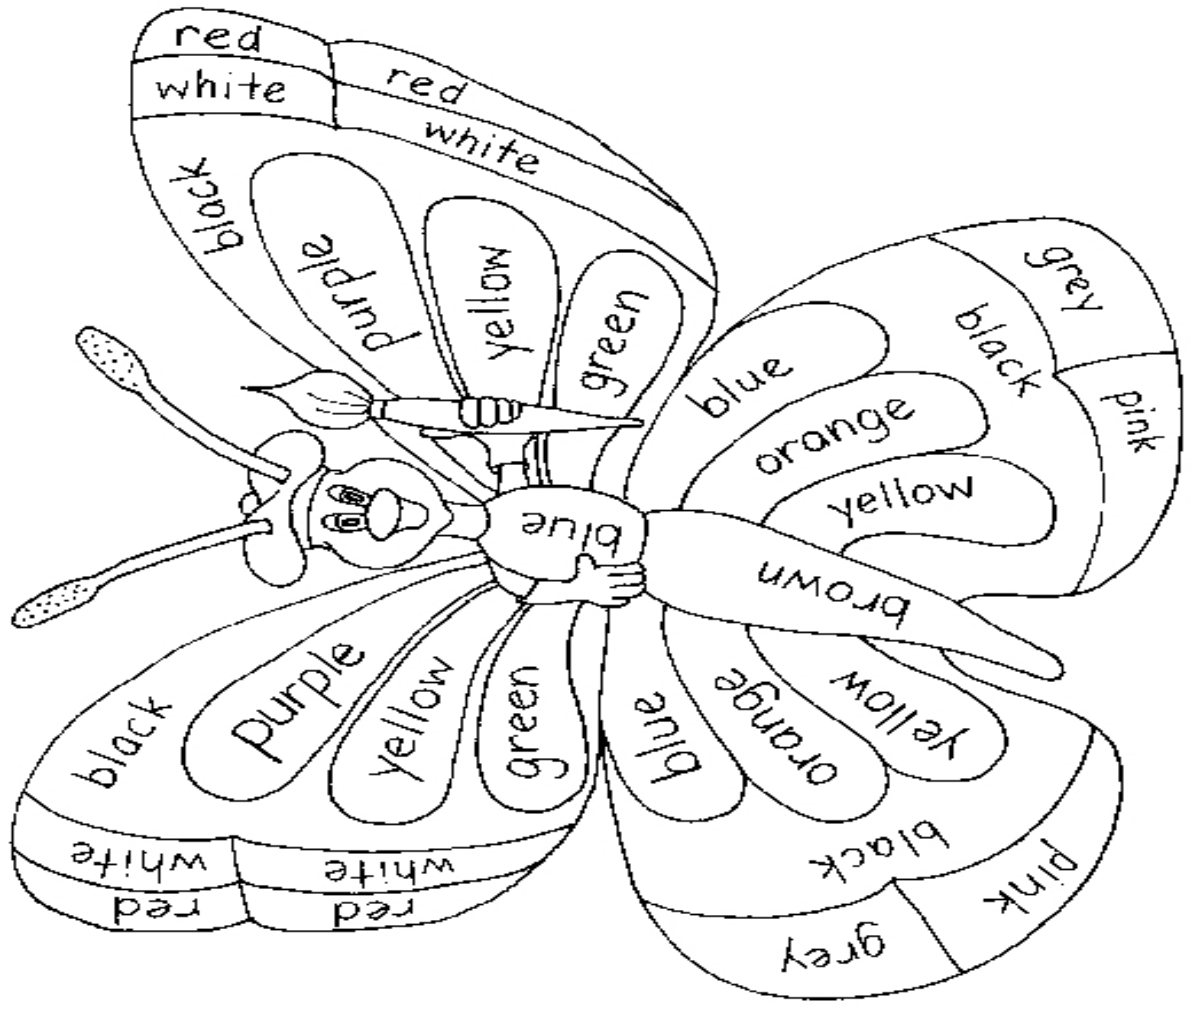 red
red
white
white
black
purple
yellow
green
blue
orange
yellow
black
grey
pink
blue
brown
black
purple
yellow
green
blue
orange
yellow
black
white
white
red
red
grey
pink